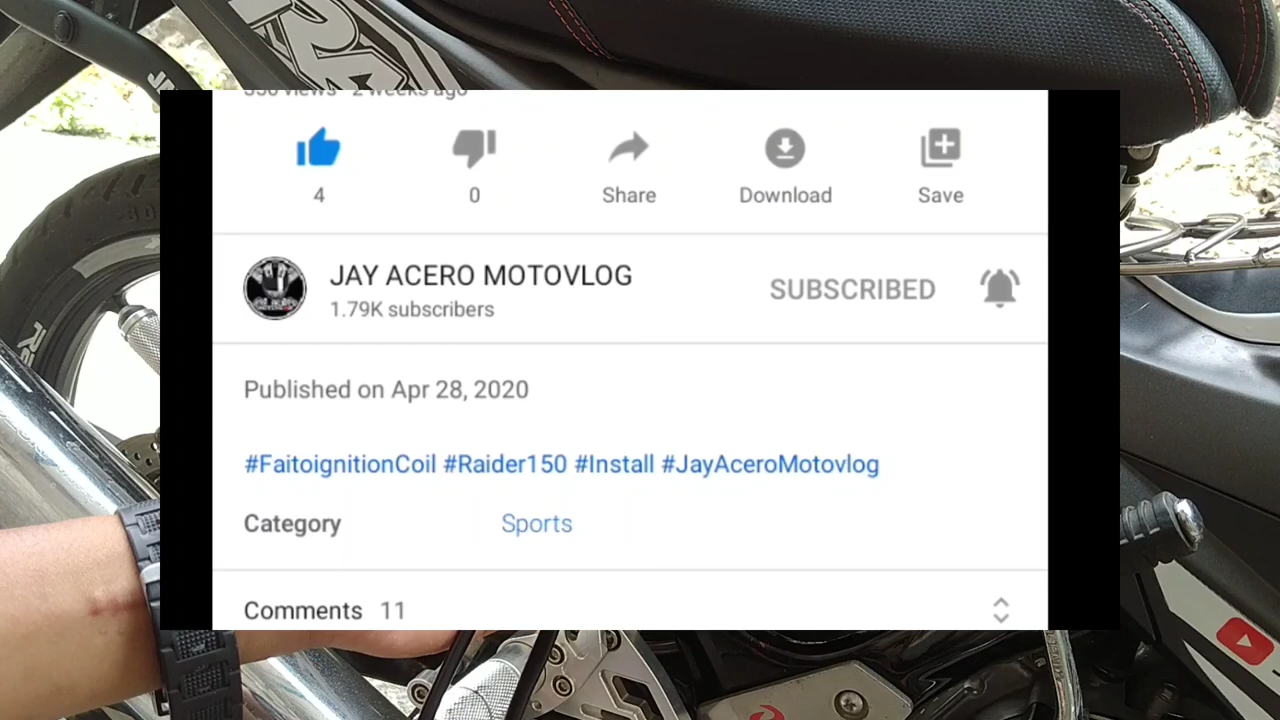 4
0
Share
Download
Save
JAY ACERO MOTOVLOG
1.79K subscribers
SUBSCRIBED
Published on Apr 28, 2020
#FaitoignitionCoil #Raider150 #Install #JayAceroMotovlog
Category
Sports
Comments 11